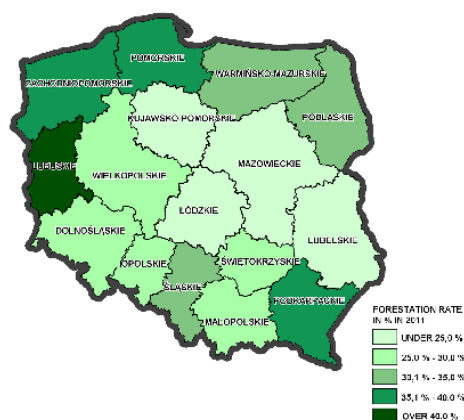 POMORSKIE
ZACHODNIOPOMORSKIE
WARMIŃSKO-MAZURSKIE
PODLASKIE
KUJAWSKO-POMORSKIE
LUBUSKIE
WIELKOPOLSKIE
MAZOWIECKIE
ŁÓDZKIE
DOLNOŚLĄSKIE
LUBELSKIE
OPOLSKIE
ŚWIĘTOKRZYSKIE
ŚLĄSKIE
PODKARPACKIE
MAŁOPOLSKIE
FORESTATION RATE
IN % IN 2011
UNDER 25,0 %
25,0 % - 30,0 %
30,1 % - 35,0 %
35,1 % - 40,0 %
OVER 40,0 %